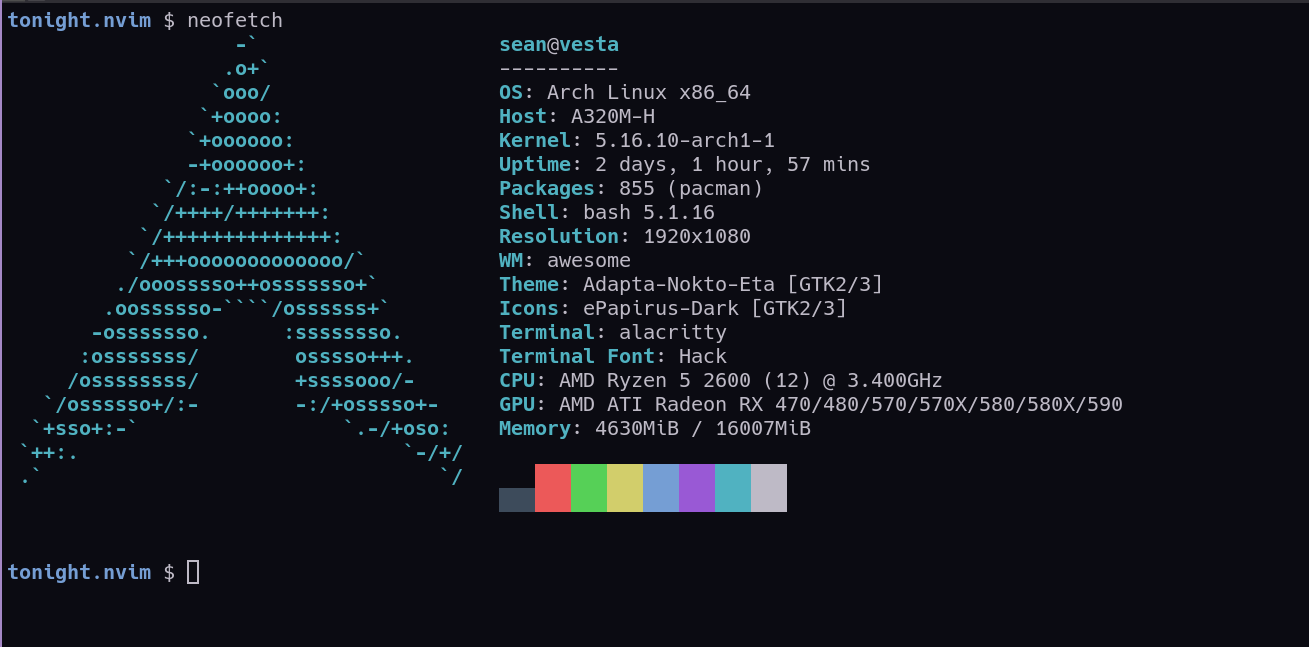 tonight.nvim $ neofetch
                   -`                    sean@vesta
                  .o+`                   ----------
                 `ooo/                   OS: Arch Linux x86_64
                `+oooo:                  Host: A320M-H
               `+oooooo:                 Kernel: 5.16.10-arch1-1
               -+oooooo+:                Uptime: 2 days, 1 hour, 57 mins
             `/:-:++oooo+:               Packages: 855 (pacman)
            `/++++/+++++++:              Shell: bash 5.1.16
           `/++++++++++++++:             Resolution: 1920x1080
          `/+++ooooooooooooo/`           WM: awesome
         ./ooosssso++osssssso+`          Theme: Adapta-Nokto-Eta [GTK2/3]
        .oossssso-````/ossssss+`         Icons: ePapirus-Dark [GTK2/3]
       -osssssso.      :ssssssso.        Terminal: alacritty
      :osssssss/        osssso+++.       Terminal Font: Hack
     /ossssssss/        +ssssooo/-       CPU: AMD Ryzen 5 2600 (12) @ 3.400GHz
   `/ossssso+/:-        -:/+osssso+-     GPU: AMD ATI Radeon RX 470/480/570/570X/580/580X/590
  `+sso+:-`                 `.-/+oso:    Memory: 4630MiB / 16007MiB
 `++:.                           `-/+/
 .`                                 `/
tonight.nvim $